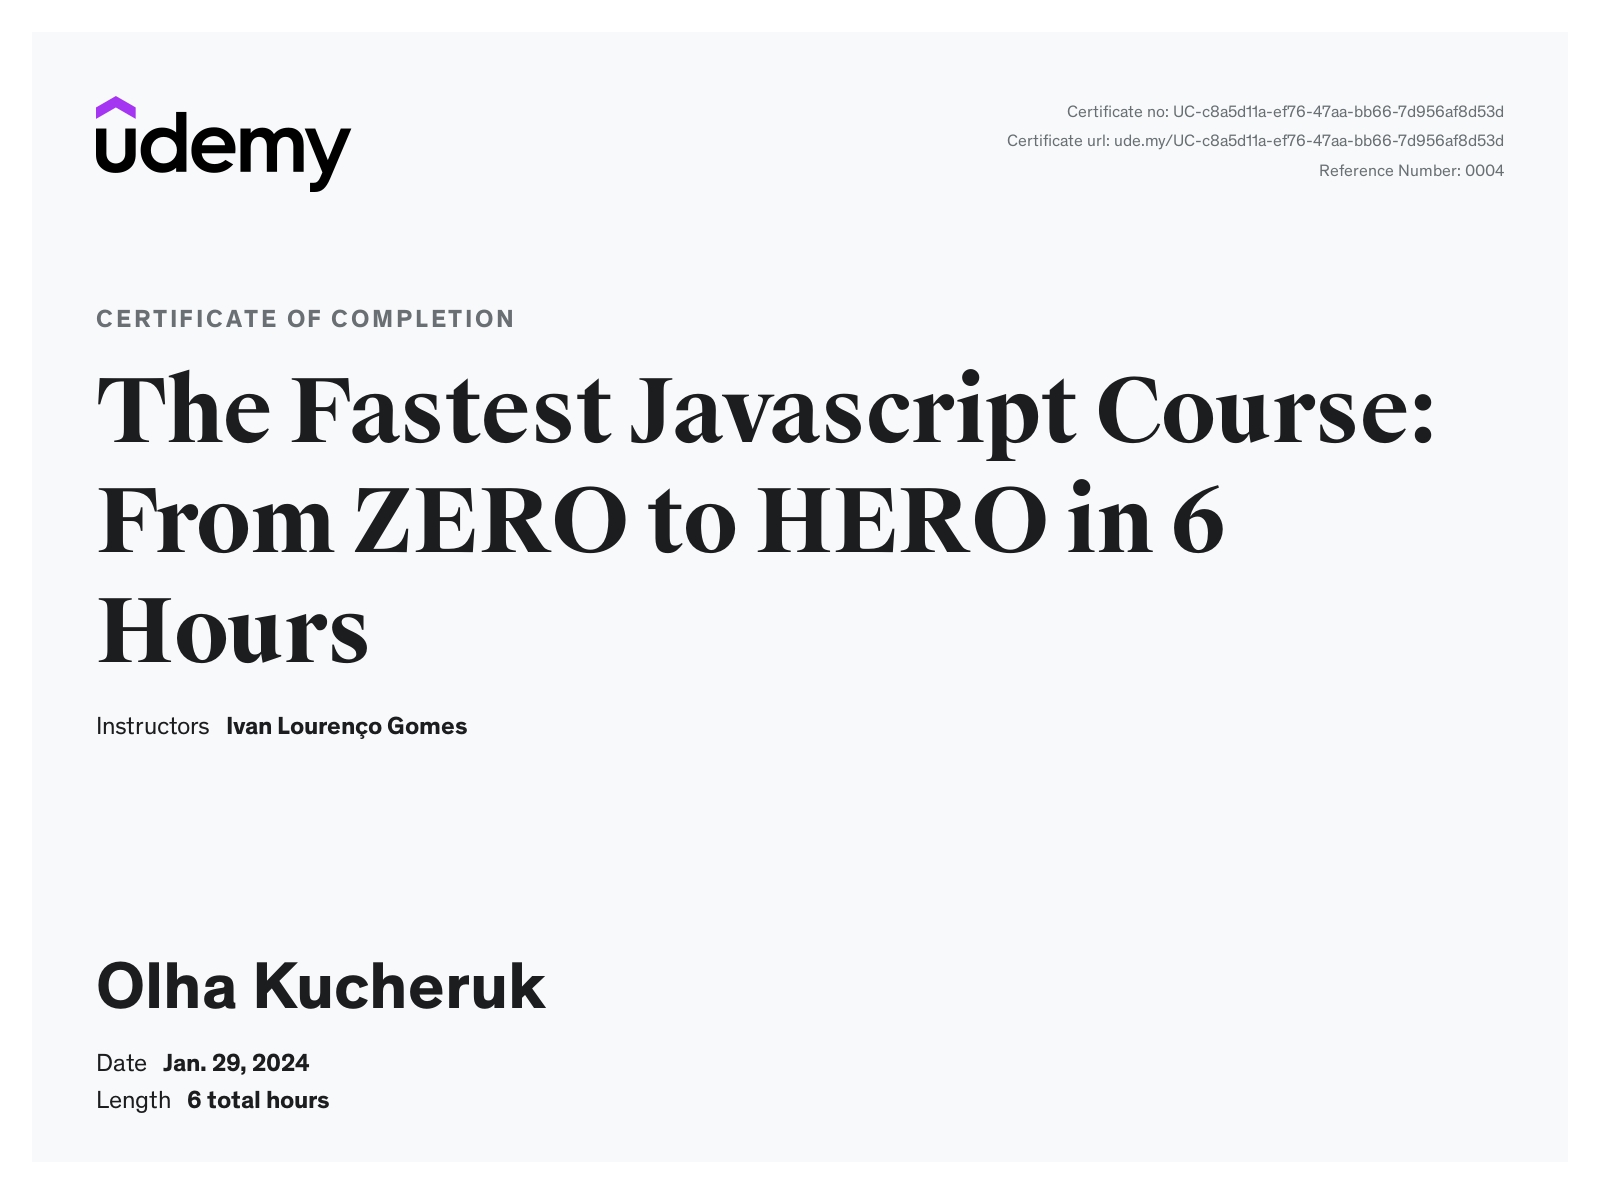 udemy
Certificate no: UC-c8a5d11a-ef76-47aa-bb66-7d956af8d53d
Certificate url: ude.my/UC-c8a5d11a-ef76-47aa-bb66-7d956af8d53d
Reference Number: 0004
CERTIFICATE OF COMPLETION
The Fastest Javascript Course:
From ZERO to HERO in 6
Hours
Instructors Ivan Lourenço Gomes
Olha Kucheruk
Date Jan. 29, 2024
Length 6 total hours